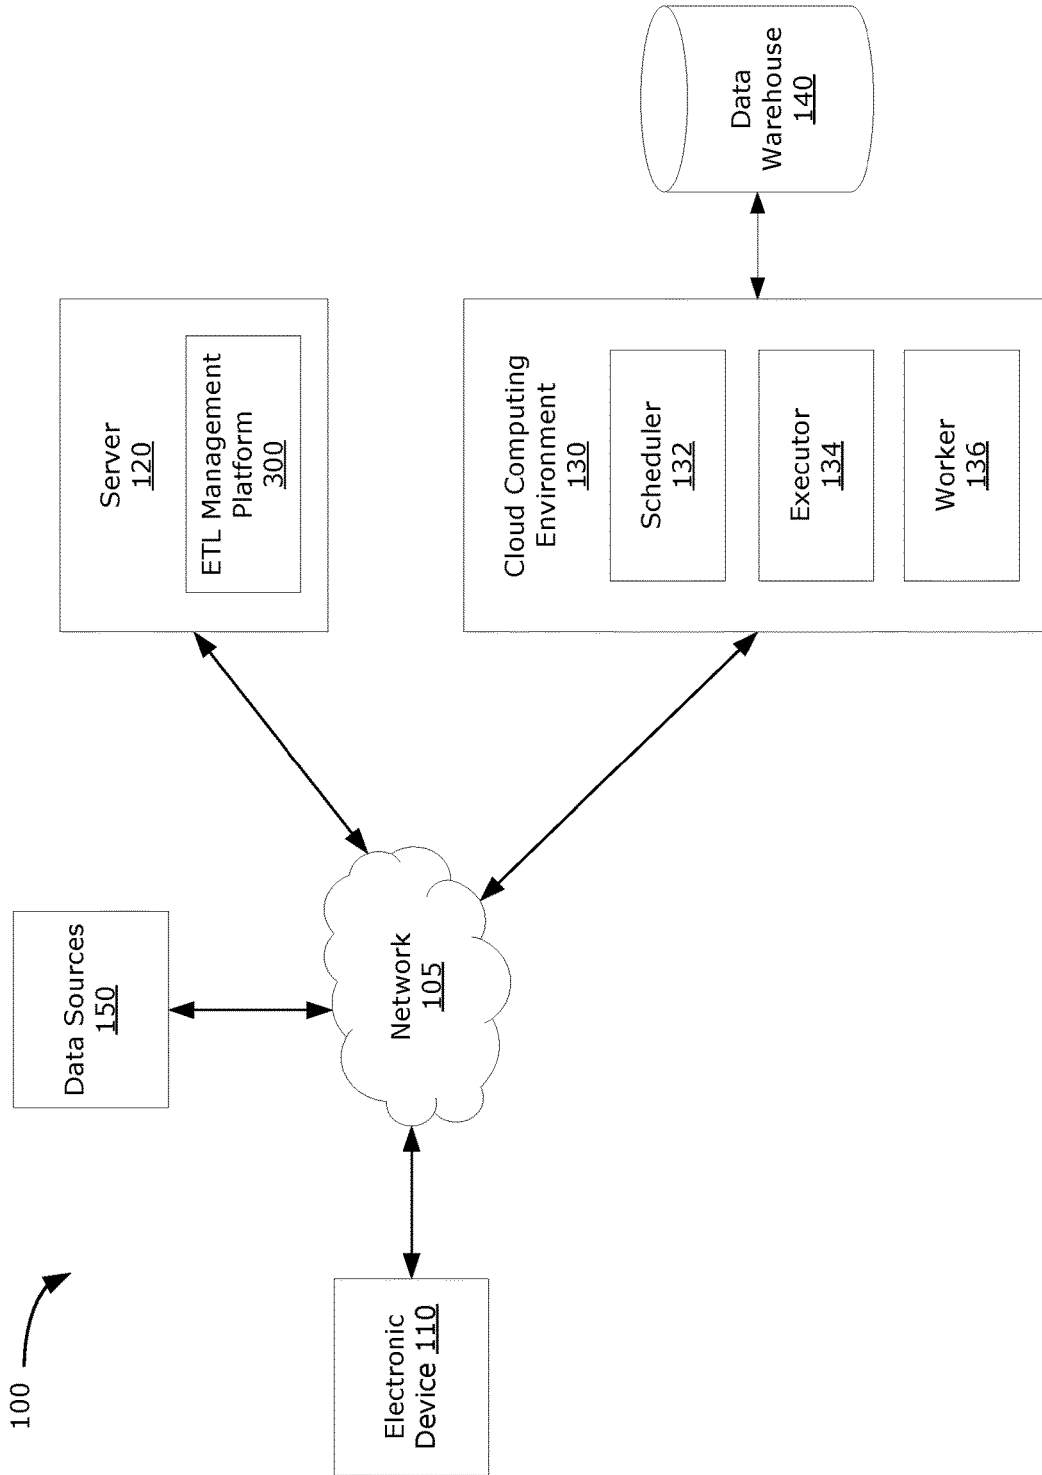 100
Data Sources
150
Server
120
ETL Management
Platform
300
Electronic
Device 110
Network
105
Cloud Computing
Environment
130
Scheduler
132
Executor
134
Worker
136
Data
Warehouse
140